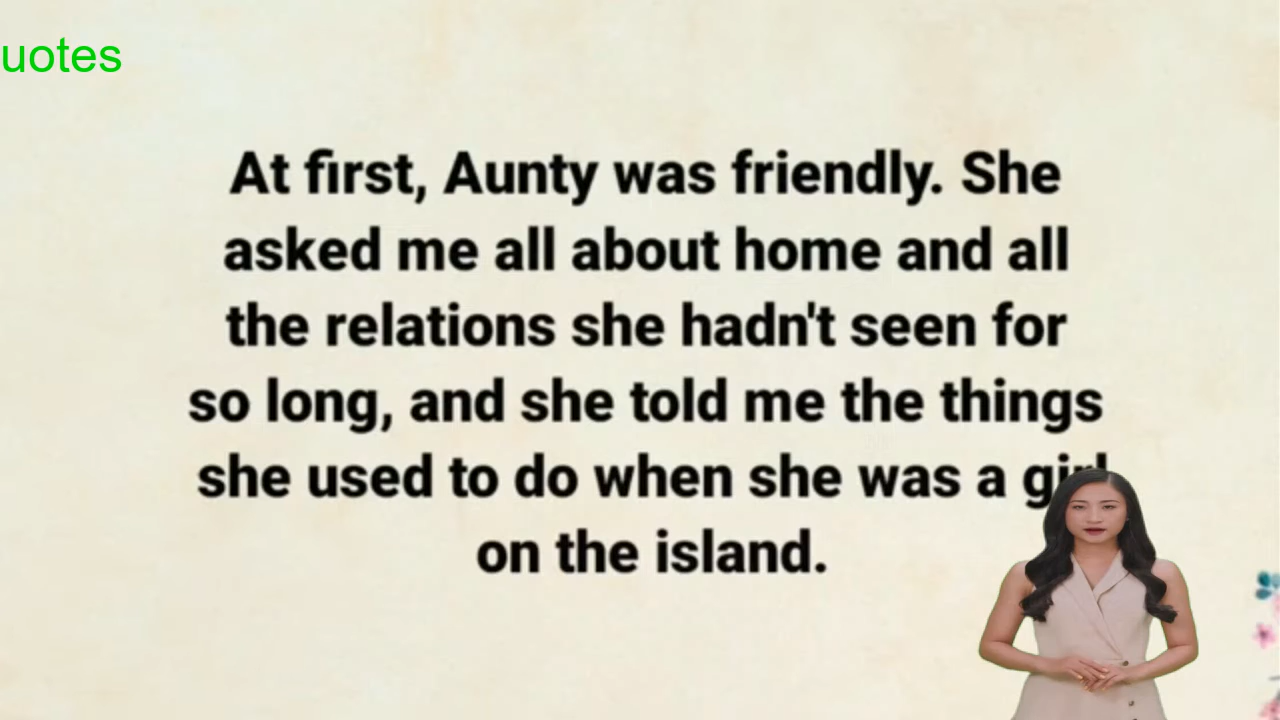 uotes
At first, Aunty was friendly. She
asked me all about home and all
the relations she hadn't seen for
so long, and she told me the things
she used to do when she was a girl
on the island.